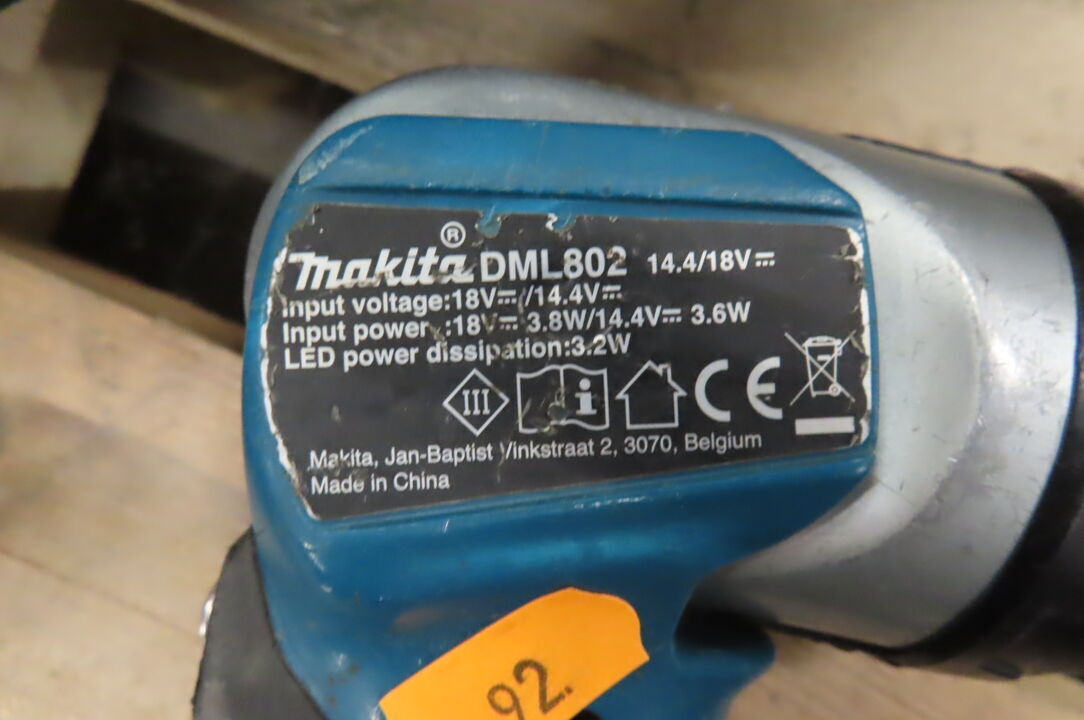 Makita® DML802 14.4/18V⎓
Input voltage:18V⎓/14.4V⎓
Input power :18V⎓ 3.8W/14.4V⎓ 3.6W
LED power dissipation:3.2W
III i CE
Makita, Jan-Baptist Vinkstraat 2, 3070, Belgium
Made in China
92.